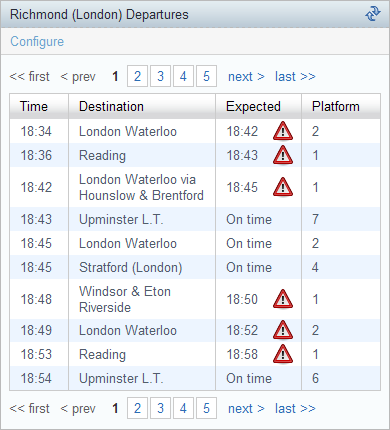 Richmond (London) Departures
Configure
<< first < prev 1 2 3 4 5 next > last >>
Time Destination Expected Platform
18:34 London Waterloo 18:42 2
18:36 Reading 18:43 1
18:42 London Waterloo via Hounslow & Brentford 18:45 1
18:43 Upminster L.T. On time 7
18:45 London Waterloo On time 2
18:45 Stratford (London) On time 4
18:48 Windsor & Eton Riverside 18:50 1
18:49 London Waterloo 18:52 2
18:53 Reading 18:58 1
18:54 Upminster L.T. On time 6
<< first < prev 1 2 3 4 5 next > last >>